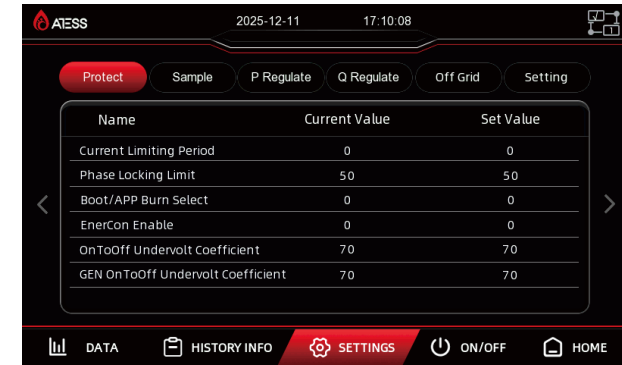 ATESS 2025-12-11 17:10:08
1
Protect Sample P Regulate Q Regulate Off Grid Setting
Name Current Value Set Value
Current Limiting Period 0 0
Phase Locking Limit 50 50
Boot/APP Burn Select 0 0
EnerCon Enable 0 0
OnToOff Undervolt Coefficient 70 70
GEN OnToOff Undervolt Coefficient 70 70
DATA HISTORY INFO SETTINGS ON/OFF HOME